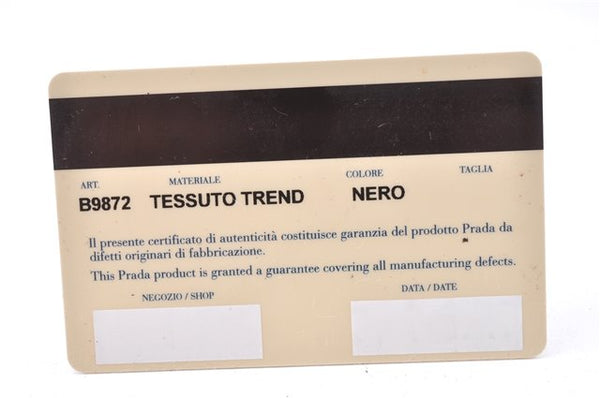 ART. MATERIALE COLORE TAGLIA
B9872 TESSUTO TREND NERO
Il presente certificato di autenticità costituisce garanzia del prodotto Prada da
difetti originari di fabbricazione.
This Prada product is granted a guarantee covering all manufacturing defects.
NEGOZIO / SHOP DATA / DATE